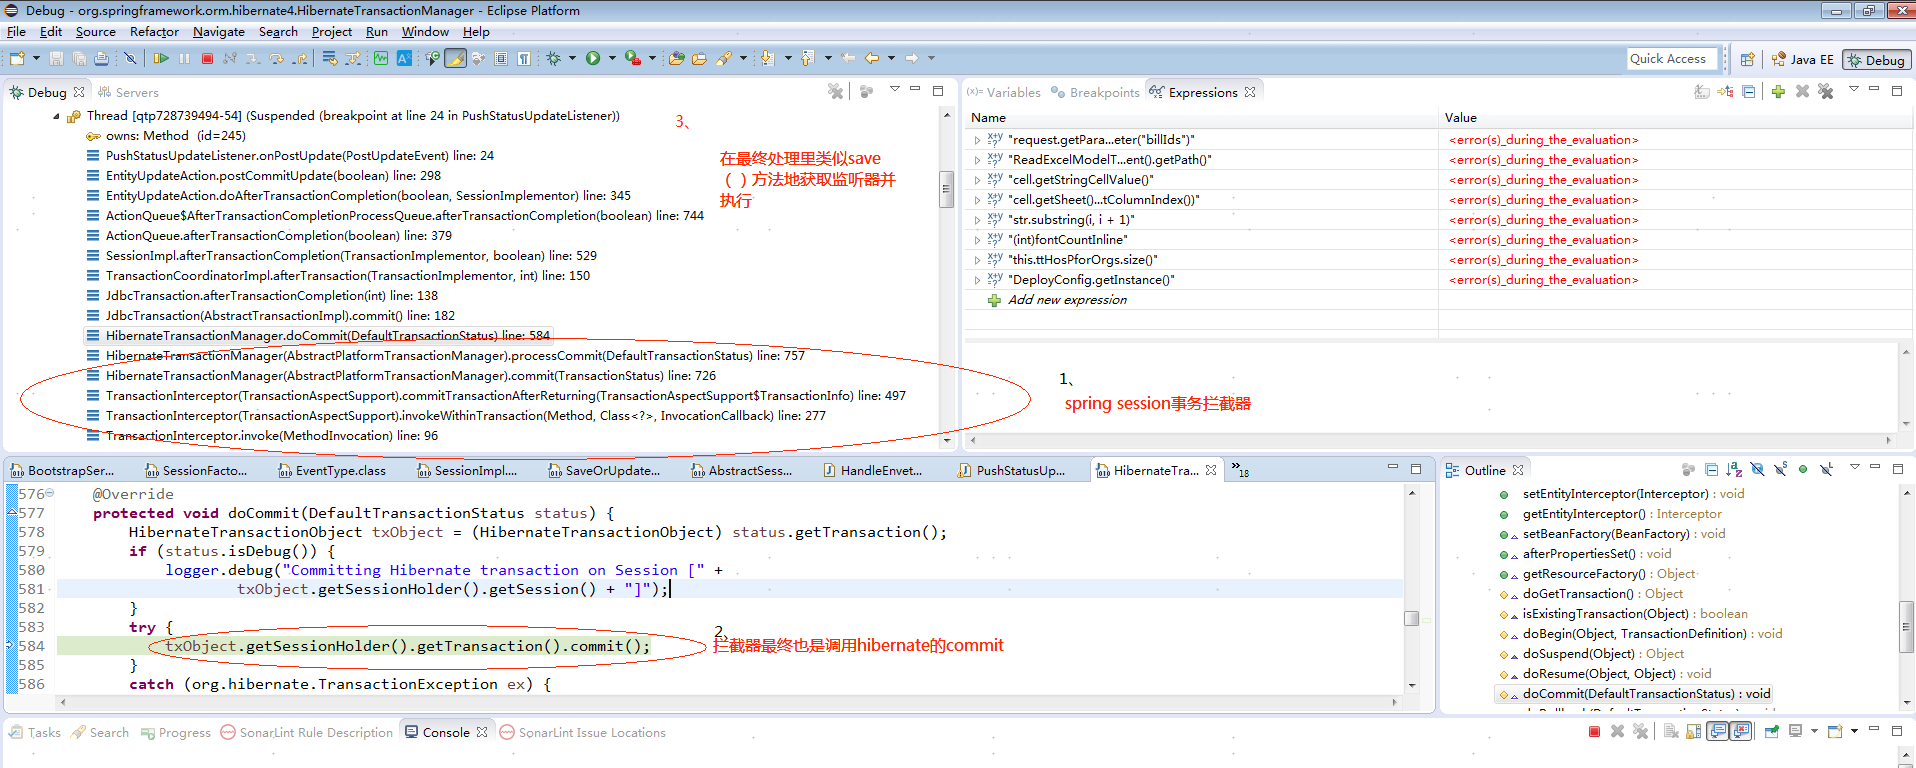 Debug - org.springframework.orm.hibernate4.HibernateTransactionManager - Eclipse Platform
File Edit Source Refactor Navigate Search Project Run Window Help
Quick Access
Java EE
Debug
Debug
Servers
Thread [qtp728739494-54] (Suspended (breakpoint at line 24 in PushStatusUpdateListener))
owns: Method (id=245)
PushStatusUpdateListener.onPostUpdate(PostUpdateEvent) line: 24
EntityUpdateAction.postCommitUpdate(boolean) line: 298
EntityUpdateAction.doAfterTransactionCompletion(boolean, SessionImplementor) line: 345
ActionQueue$AfterTransactionCompletionProcessQueue.afterTransactionCompletion(boolean) line: 744
ActionQueue.afterTransactionCompletion(boolean) line: 379
SessionImpl.afterTransactionCompletion(TransactionImplementor, boolean) line: 529
TransactionCoordinatorImpl.afterTransaction(TransactionImplementor, int) line: 150
JdbcTransaction.afterTransactionCompletion(int) line: 138
JdbcTransaction(AbstractTransactionImpl).commit() line: 182
HibernateTransactionManager.doCommit(DefaultTransactionStatus) line: 584
HibernateTransactionManager(AbstractPlatformTransactionManager).processCommit(DefaultTransactionStatus) line: 757
HibernateTransactionManager(AbstractPlatformTransactionManager).commit(TransactionStatus) line: 726
TransactionInterceptor(TransactionAspectSupport).commitTransactionAfterReturning(TransactionAspectSupport$TransactionInfo) line: 497
TransactionInterceptor(TransactionAspectSupport).invokeWithinTransaction(Method, Class<?>, InvocationCallback) line: 277
TransactionInterceptor.invoke(MethodInvocation) line: 96
3、
在最终处理里类似save
（）方法地获取监听器并
执行
Variables
Breakpoints
Expressions
Name Value
"request.getPara...eter("billIds")" <error(s)_during_the_evaluation>
"ReadExcelModelT...ent().getPath()" <error(s)_during_the_evaluation>
"cell.getStringCellValue()" <error(s)_during_the_evaluation>
"cell.getSheet()...tColumnIndex())" <error(s)_during_the_evaluation>
"str.substring(i, i + 1)" <error(s)_during_the_evaluation>
"(int)fontCountInline" <error(s)_during_the_evaluation>
"this.ttHosPforOrgs.size()" <error(s)_during_the_evaluation>
"DeployConfig.getInstance()" <error(s)_during_the_evaluation>
Add new expression
1、
spring session事务拦截器
BootstrapSer... SessionFacto... EventType.class SessionImpl.... SaveOrUpdate... AbstractSess... HandleEnvet... PushStatusUp... HibernateTra... »18
576 @Override
577 protected void doCommit(DefaultTransactionStatus status) {
578 HibernateTransactionObject txObject = (HibernateTransactionObject) status.getTransaction();
579 if (status.isDebug()) {
580 logger.debug("Committing Hibernate transaction on Session [" +
581 txObject.getSessionHolder().getSession() + "]");
582 }
583 try {
584 txObject.getSessionHolder().getTransaction().commit();
585 }
586 catch (org.hibernate.TransactionException ex) {
2、
拦截器最终也是调用hibernate的commit
Outline
setEntityInterceptor(Interceptor) : void
getEntityInterceptor() : Interceptor
setBeanFactory(BeanFactory) : void
afterPropertiesSet() : void
getResourceFactory() : Object
doGetTransaction() : Object
isExistingTransaction(Object) : boolean
doBegin(Object, TransactionDefinition) : void
doSuspend(Object) : Object
doResume(Object, Object) : void
doCommit(DefaultTransactionStatus) : void
Tasks Search Progress SonarLint Rule Description Console SonarLint Issue Locations